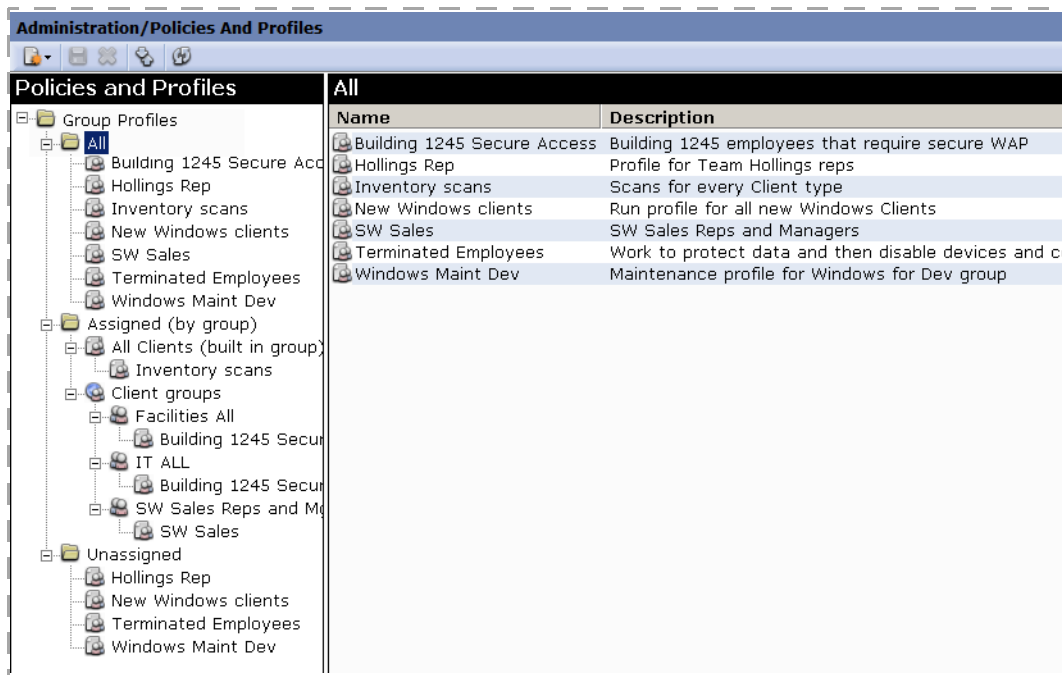 Administration/Policies And Profiles
Policies and Profiles
Group Profiles
All
Building 1245 Secure Acc
Hollings Rep
Inventory scans
New Windows clients
SW Sales
Terminated Employees
Windows Maint Dev
Assigned (by group)
All Clients (built in group)
Inventory scans
Client groups
Facilities All
Building 1245 Secur
IT ALL
Building 1245 Secur
SW Sales Reps and Mg
SW Sales
Unassigned
Hollings Rep
New Windows clients
Terminated Employees
Windows Maint Dev
All
Name Description
Building 1245 Secure Access Building 1245 employees that require secure WAP
Hollings Rep Profile for Team Hollings reps
Inventory scans Scans for every Client type
New Windows clients Run profile for all new Windows Clients
SW Sales SW Sales Reps and Managers
Terminated Employees Work to protect data and then disable devices and c
Windows Maint Dev Maintenance profile for Windows for Dev group